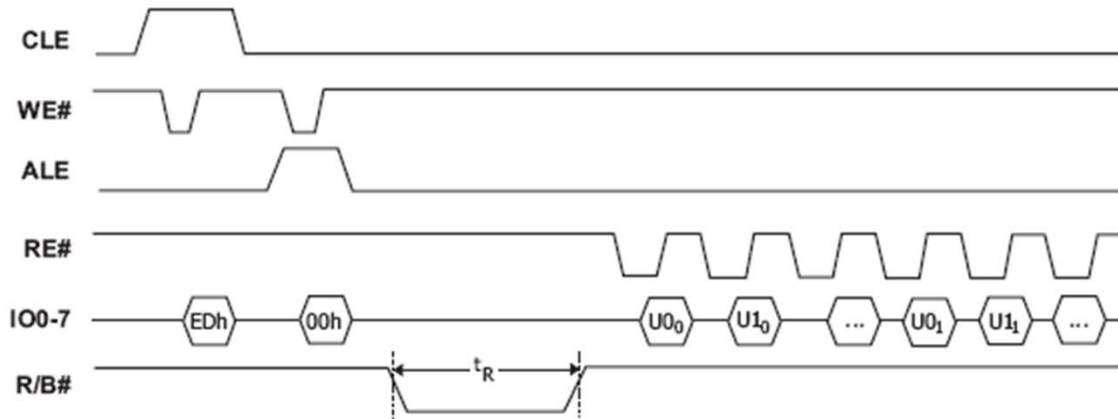 CLE
WE#
ALE
RE#
IO0-7 EDh 00h U0₀ U1₀ ... U0₁ U1₁ ...
R/B# tR